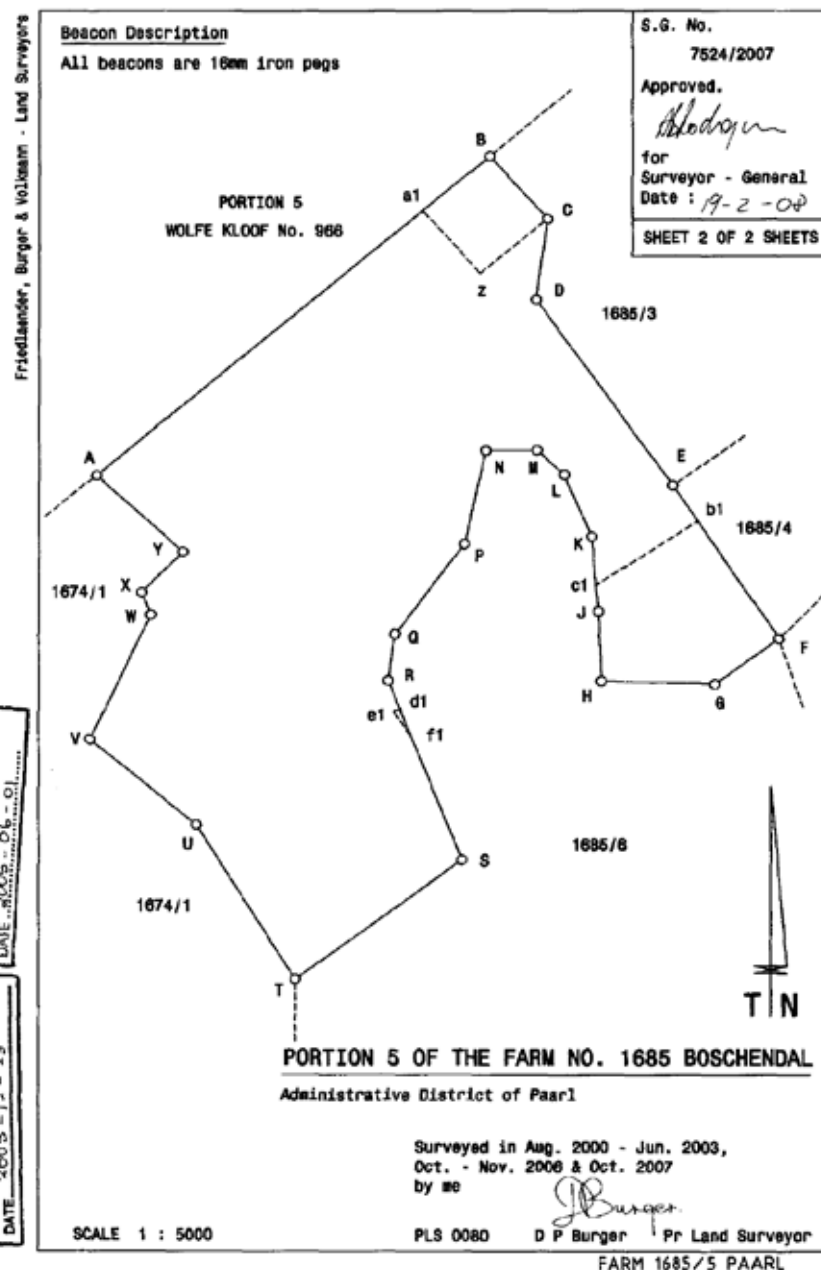 Friedlaender, Burger & Volkmann - Land Surveyors
Beacon Description
All beacons are 16mm iron pegs
S.G. No.
7524/2007
Approved.
for
Surveyor - General
Date : 19-2-08
SHEET 2 OF 2 SHEETS
B
a1
PORTION 5
WOLFE KLOOF No. 966
C
z
D
1685/3
A
N
M
L
E
b1
1685/4
Y
P
K
X
1674/1
W
c1
J
Q
F
R
H
G
d1
e1
f1
V
U
S
1685/6
1674/1
T
T N
PORTION 5 OF THE FARM NO. 1685 BOSCHENDAL
Administrative District of Paarl
Surveyed in Aug. 2000 - Jun. 2003,
Oct. - Nov. 2006 & Oct. 2007
by me
JBurger
SCALE 1 : 5000
PLS 0080
D P Burger
Pr Land Surveyor
FARM 1685/5 PAARL
DATE
DATE